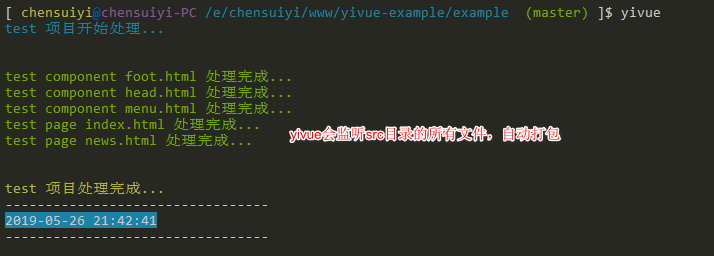 [ chensuiyi@chensuiyi-PC /e/chensuiyi/www/yivue-example/example  (master) ]$ yivue
test 项目开始处理...
test component foot.html 处理完成...
test component head.html 处理完成...
test component menu.html 处理完成...
test page index.html 处理完成...
test page news.html 处理完成...
yivue会监听src目录的所有文件，自动打包
test 项目处理完成...
---------------------------------
2019-05-26 21:42:41
---------------------------------